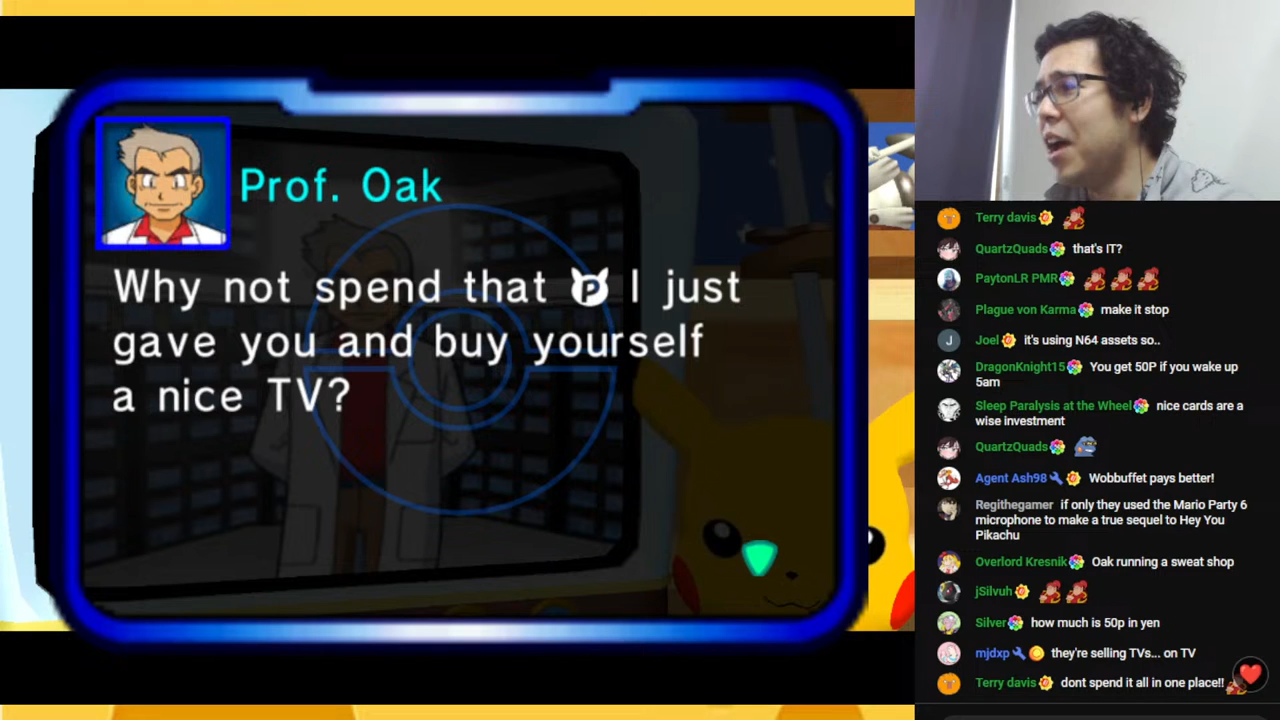 Prof. Oak
Why not spend that P I just
gave you and buy yourself
a nice TV?
Terry davis
QuartzQuads that's IT?
PaytonLR PMR
Plague von Karma make it stop
J Joel it's using N64 assets so..
DragonKnight15 You get 50P if you wake up
5am
Sleep Paralysis at the Wheel nice cards are a
wise investment
QuartzQuads
Agent Ash98 Wobbuffet pays better!
Regithegamer if only they used the Mario Party 6
microphone to make a true sequel to Hey You
Pikachu
Overlord Kresnik Oak running a sweat shop
jSilvuh
Silver how much is 50p in yen
mjdxp they're selling TVs... on TV
Terry davis dont spend it all in one place!!